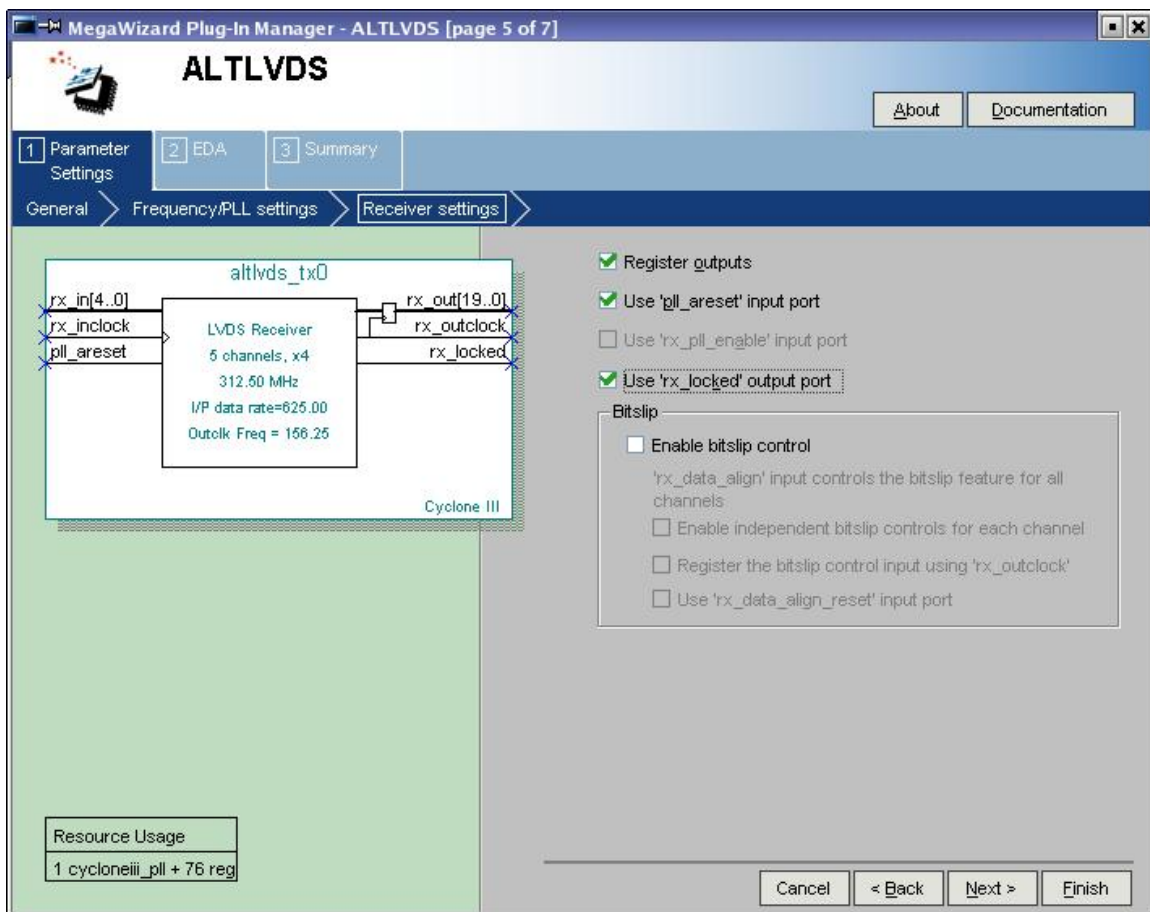 MegaWizard Plug-In Manager - ALTLVDS [page 5 of 7]
ALTLVDS
About
Documentation
1 Parameter Settings
2 EDA
3 Summary
General
Frequency/PLL settings
Receiver settings
altlvds_tx0
rx_in[4..0]
rx_inclock
pll_areset
LVDS Receiver
5 channels, x4
312.50 MHz
I/P data rate=625.00
Outclk Freq = 156.25
rx_out[19..0]
rx_outclock
rx_locked
Cyclone III
Register outputs
Use 'pll_areset' input port
Use 'rx_pll_enable' input port
Use 'rx_locked' output port
Bitslip
Enable bitslip control
'rx_data_align' input controls the bitslip feature for all
channels
Enable independent bitslip controls for each channel
Register the bitslip control input using 'rx_outclock'
Use 'rx_data_align_reset' input port
Resource Usage
1 cycloneiii_pll + 76 reg
Cancel
< Back
Next >
Finish